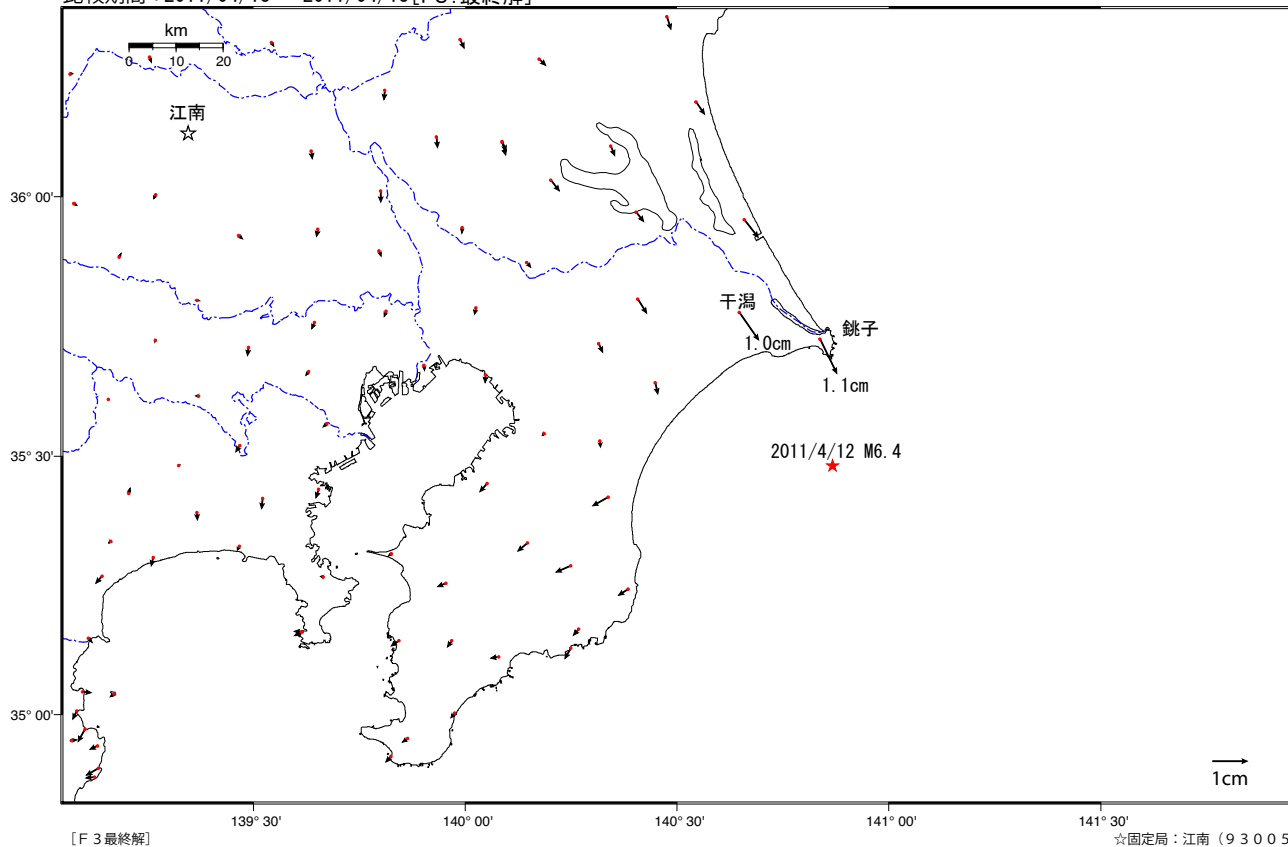 km
0 10 20
江南
36° 00'
干潟
銚子
1.0cm
1.1cm
2011/4/12 M6.4
35° 30'
35° 00'
1cm
139° 30'
140° 00'
140° 30'
141° 00'
141° 30'
[Ｆ３最終解]
☆固定局：江南（９３００５